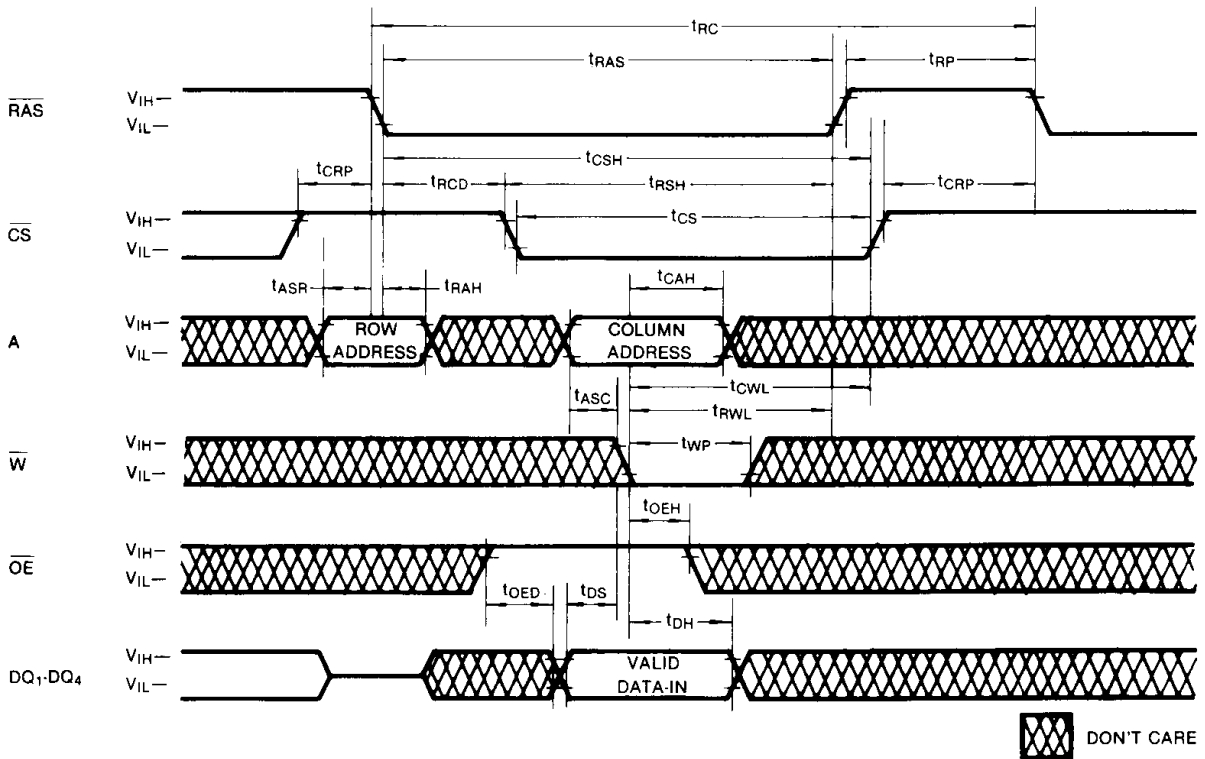 tRC
tRAS
tRP
RAS
VIH
VIL
tCSH
tCRP
tRCD
tRSH
tCRP
CS
VIH
VIL
tCS
tASR
tRAH
tCAH
A
VIH
VIL
ROW
ADDRESS
COLUMN
ADDRESS
tCWL
tASC
tRWL
W
VIH
VIL
tWP
tOEH
OE
VIH
VIL
tOED
tDS
tDH
DQ1-DQ4
VIH
VIL
VALID
DATA-IN
DON'T CARE